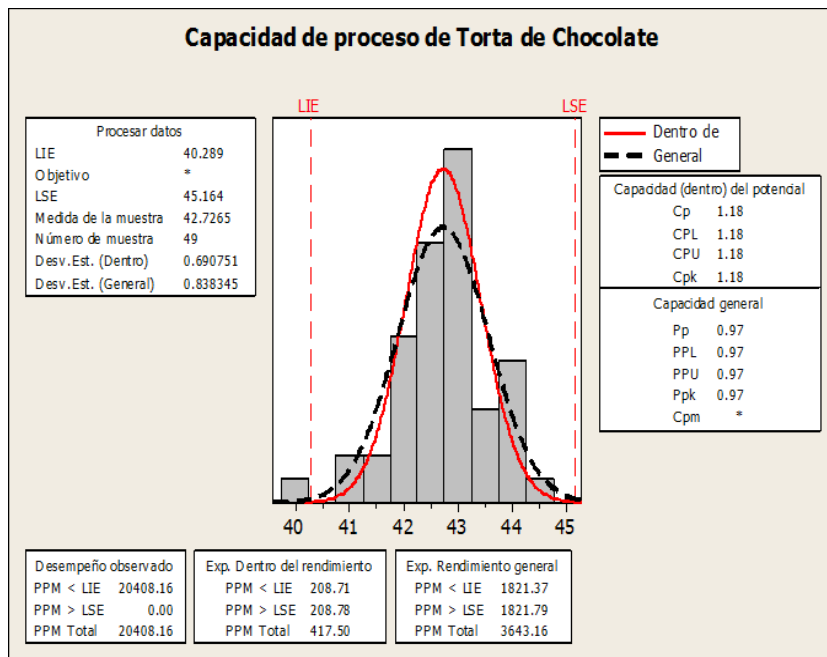 Capacidad de proceso de Torta de Chocolate
LIE
LSE
Procesar datos
LIE 40.289
Objetivo *
LSE 45.164
Medida de la muestra 42.7265
Número de muestra 49
Desv.Est. (Dentro) 0.690751
Desv.Est. (General) 0.838345
Dentro de
General
Capacidad (dentro) del potencial
Cp 1.18
CPL 1.18
CPU 1.18
Cpk 1.18
Capacidad general
Pp 0.97
PPL 0.97
PPU 0.97
Ppk 0.97
Cpm *
40 41 42 43 44 45
Desempeño observado
PPM < LIE 20408.16
PPM > LSE 0.00
PPM Total 20408.16
Exp. Dentro del rendimiento
PPM < LIE 208.71
PPM > LSE 208.78
PPM Total 417.50
Exp. Rendimiento general
PPM < LIE 1821.37
PPM > LSE 1821.79
PPM Total 3643.16